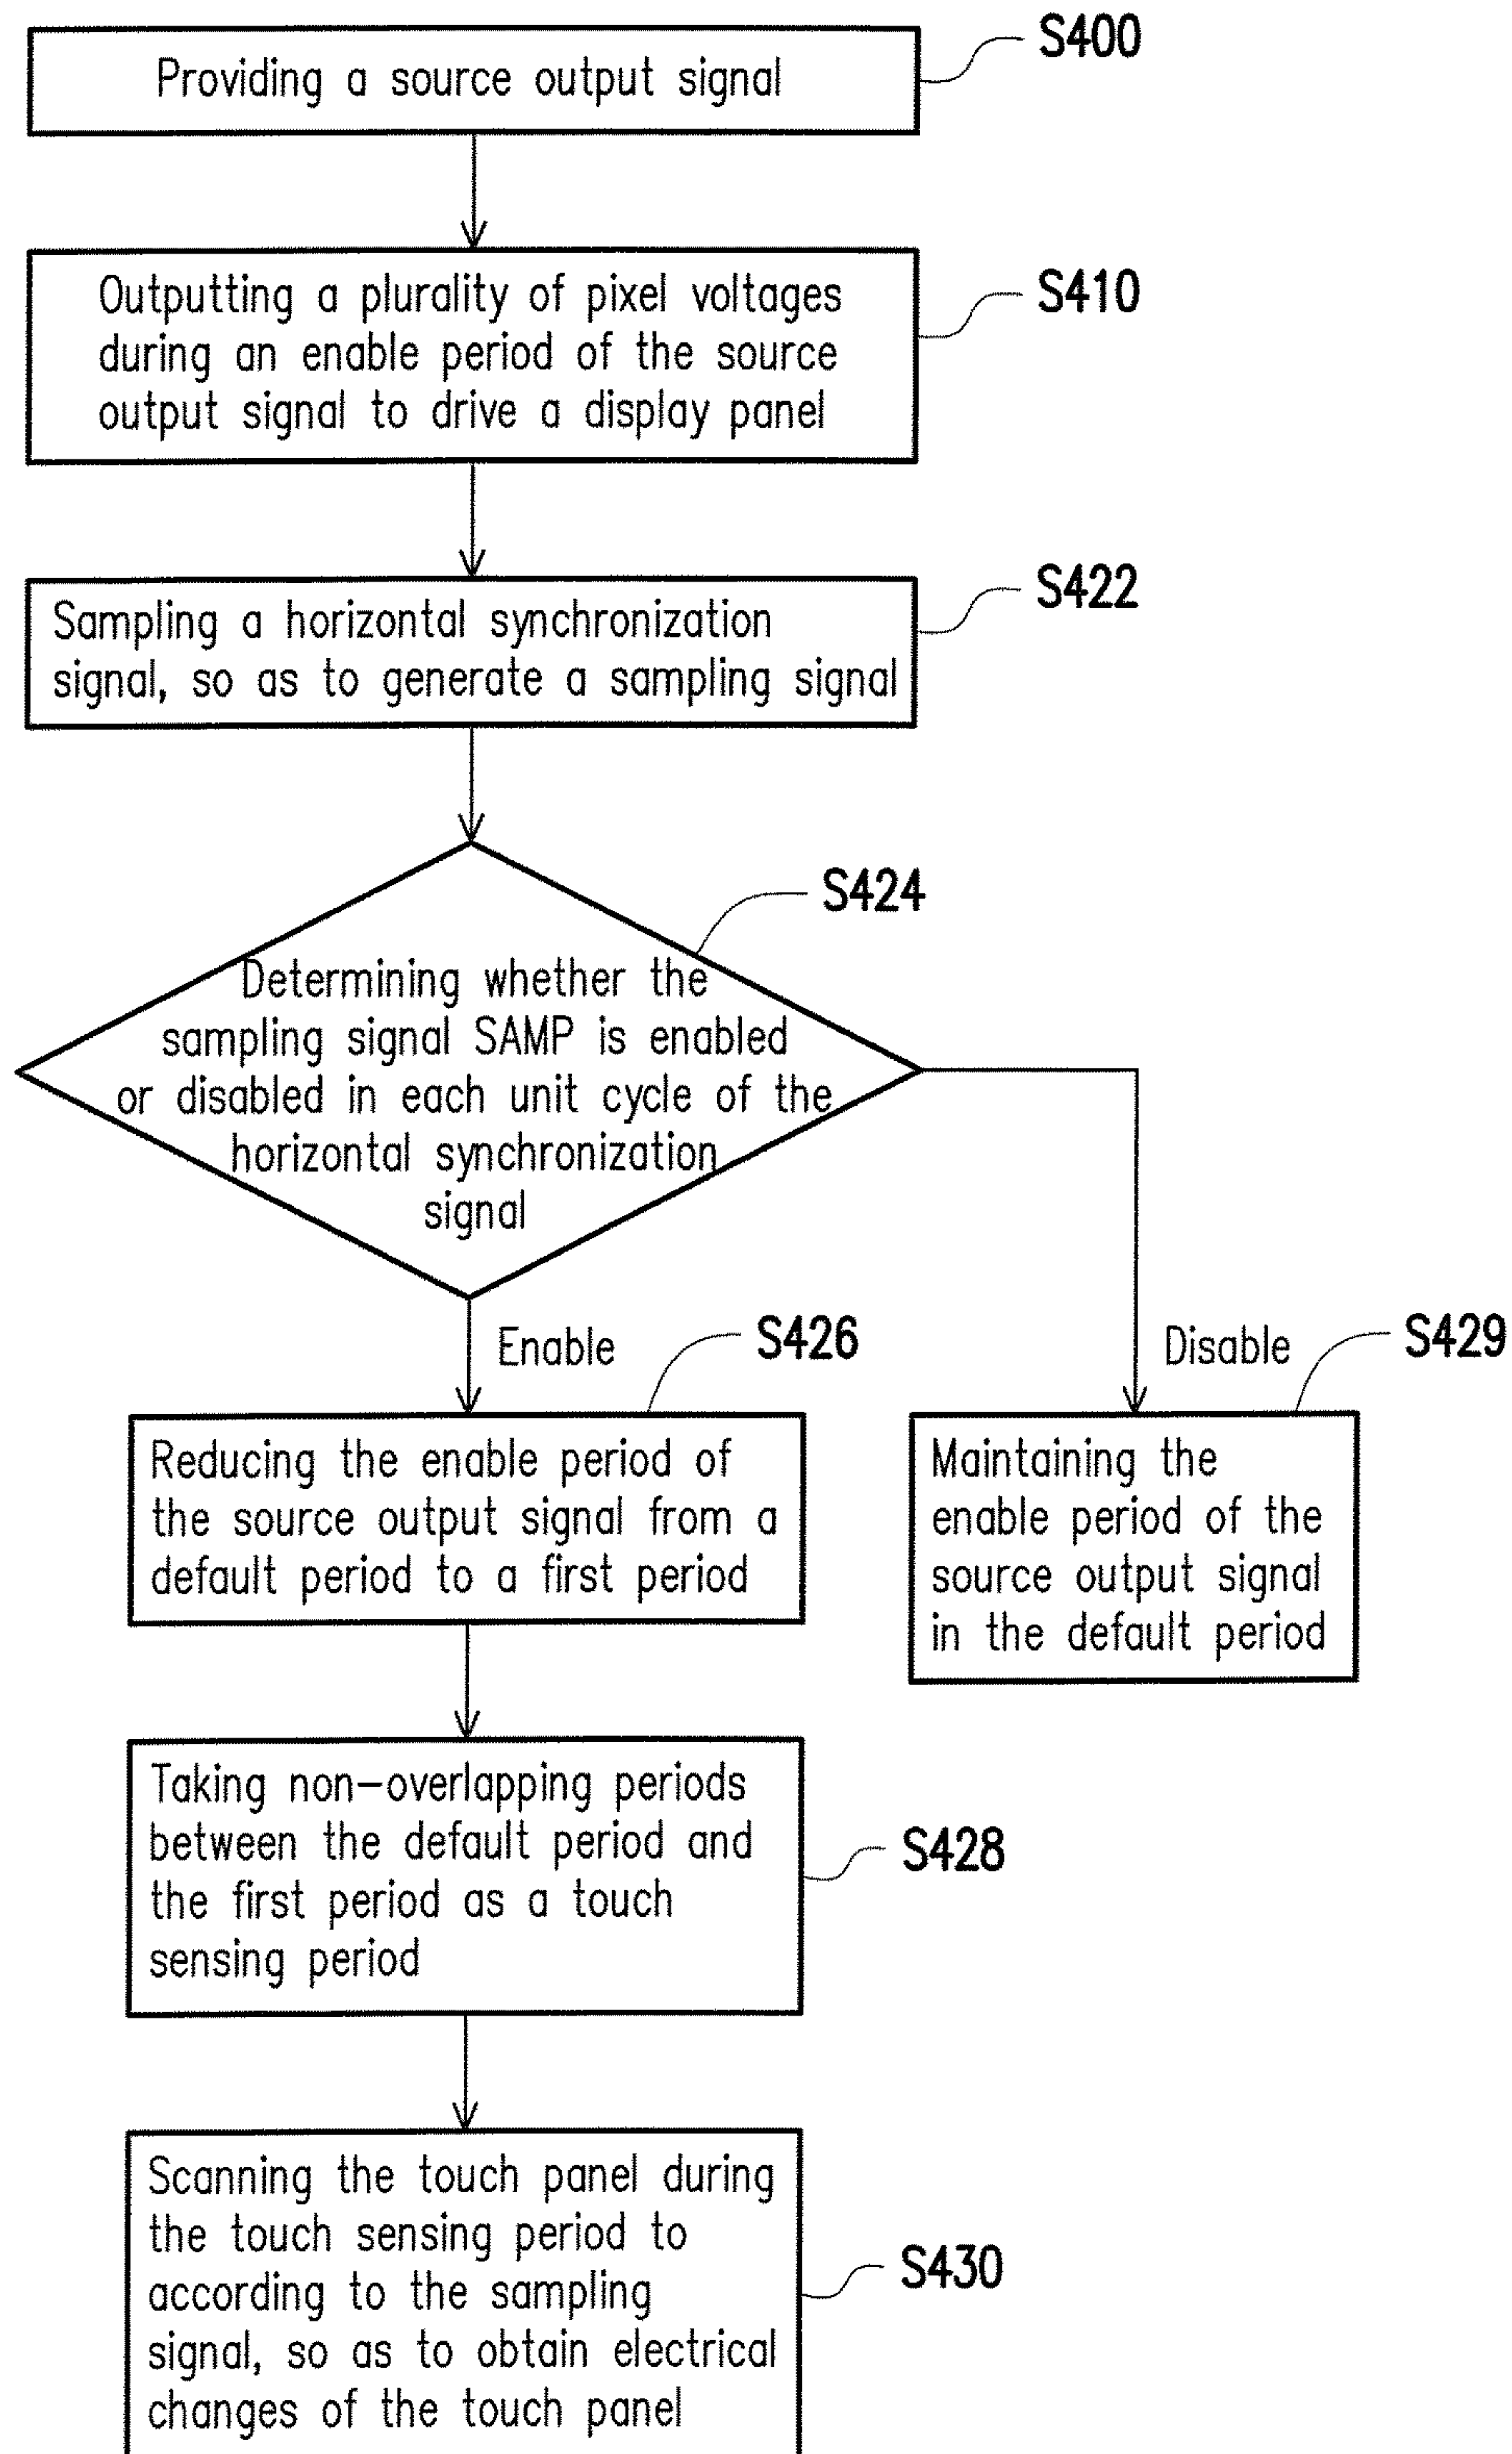 S400
Providing a source output signal
S410
Outputting a plurality of pixel voltages
during an enable period of the source
output signal to drive a display panel
S422
Sampling a horizontal synchronization
signal, so as to generate a sampling signal
S424
Determining whether the
sampling signal SAMP is enabled
or disabled in each unit cycle of the
horizontal synchronization
signal
Enable
S426
Disable
S429
Reducing the enable period of
the source output signal from a
default period to a first period
Maintaining the
enable period of the
source output signal
in the default period
Taking non-overlapping periods
between the default period and
the first period as a touch
sensing period
S428
Scanning the touch panel during
the touch sensing period to
according to the sampling
signal, so as to obtain electrical
changes of the touch panel
S430